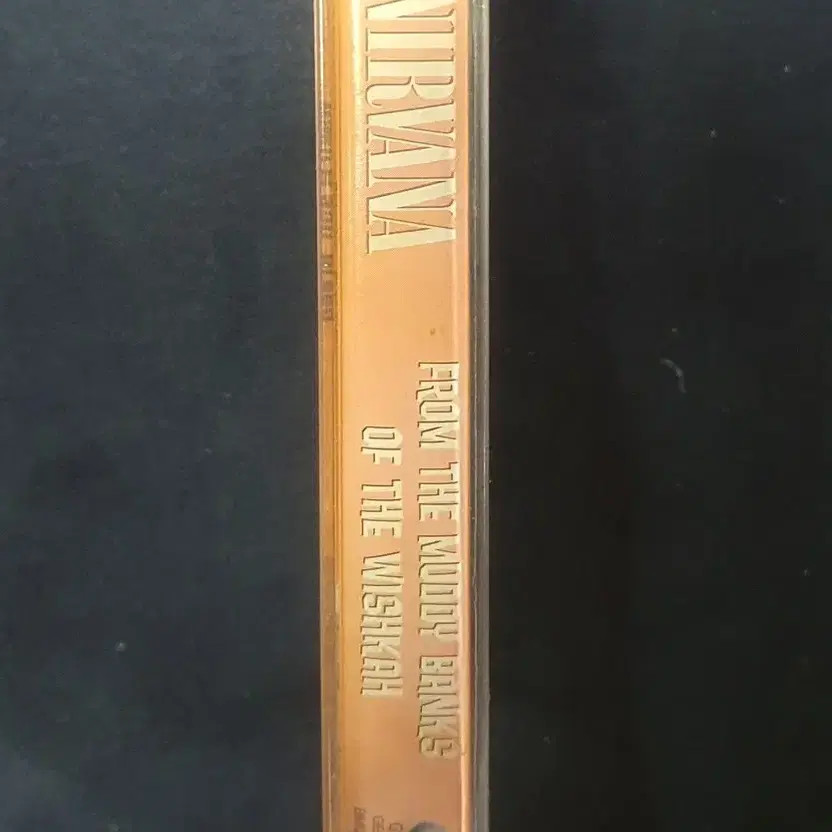 NIRVANA
FROM THE MUDDY BANKS
OF THE WISHKAH